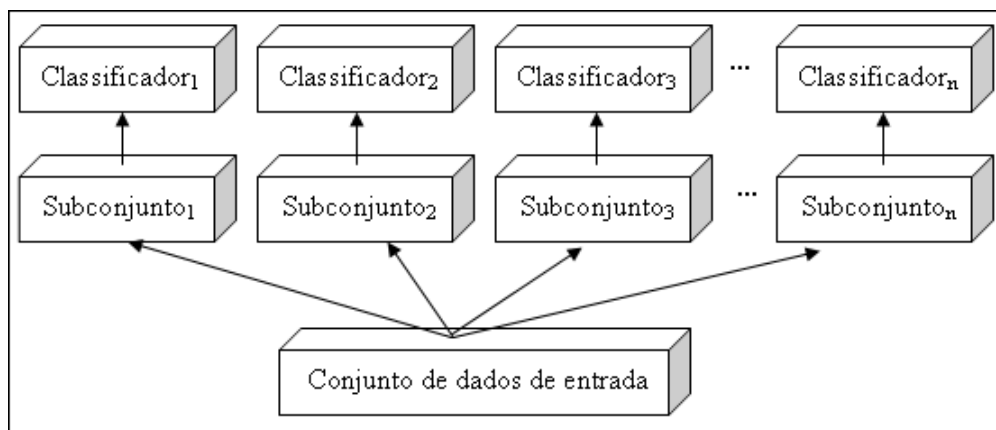 Classificador₁ Classificador₂ Classificador₃ ... Classificadorₙ
Subconjunto₁ Subconjunto₂ Subconjunto₃ ... Subconjuntoₙ
Conjunto de dados de entrada